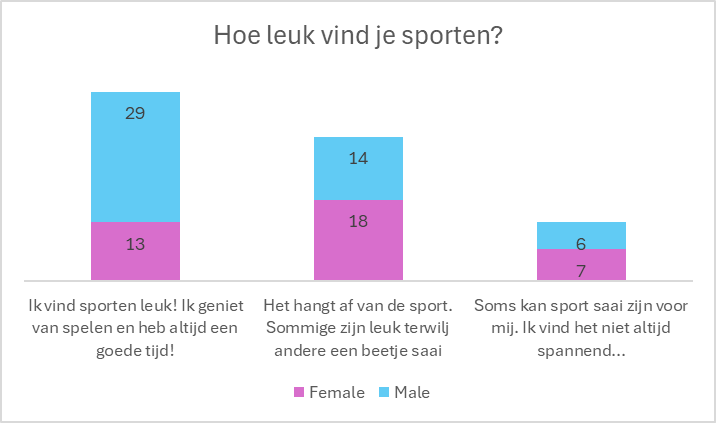 Hoe leuk vind je sporten?
29
14
13
18
6
7
Ik vind sporten leuk! Ik geniet
van spelen en heb altijd een
goede tijd!
Het hangt af van de sport.
Sommige zijn leuk terwilj
andere een beetje saai
Soms kan sport saai zijn voor
mij. Ik vind het niet altijd
spannend...
Female
Male